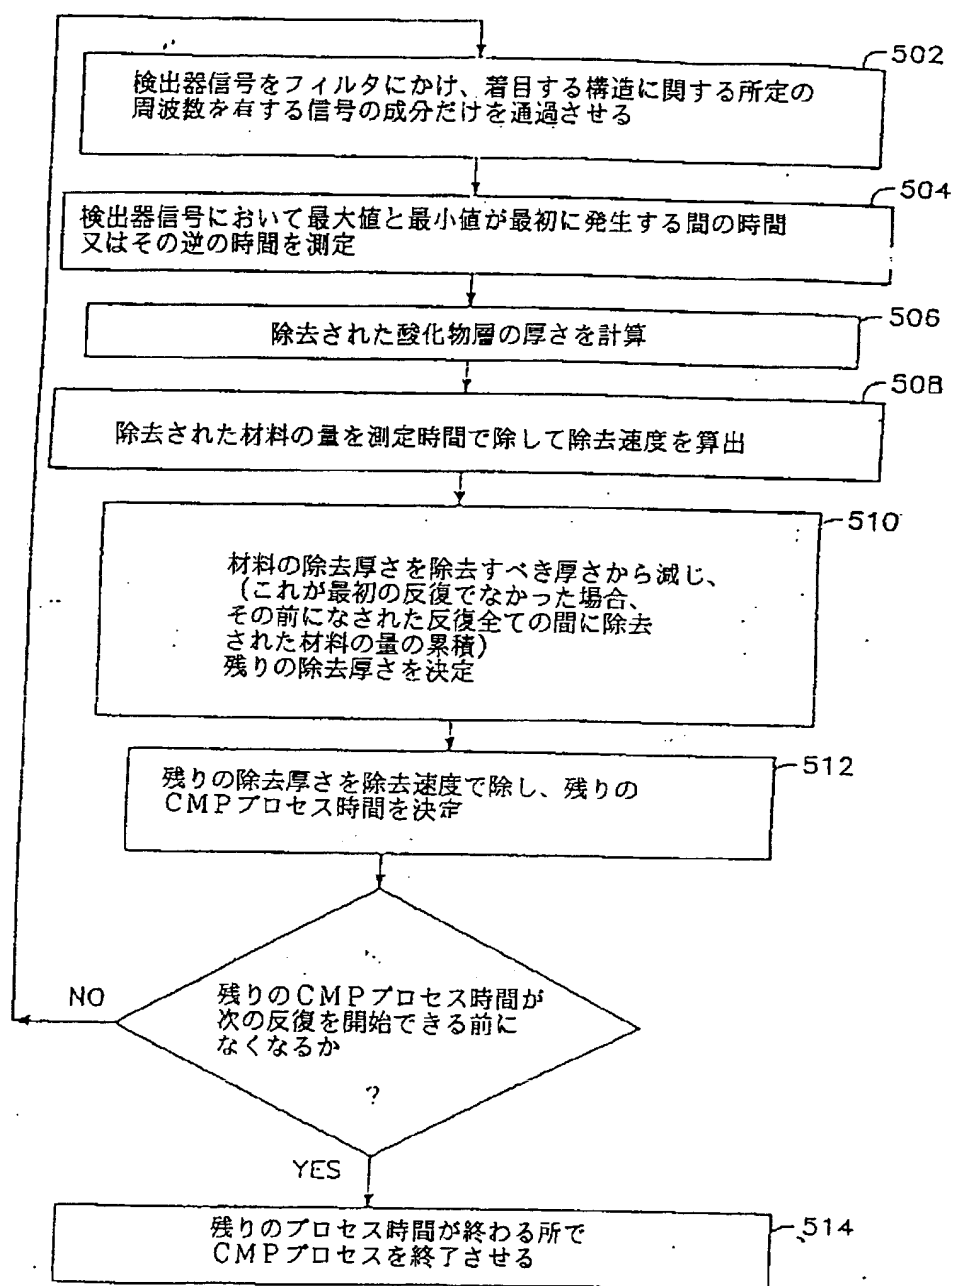 502
検出器信号をフィルタにかけ、着目する構造に関する所定の
周波数を有する信号の成分だけを通過させる
504
検出器信号において最大値と最小値が最初に発生する間の時間
又はその逆の時間を測定
506
除去された酸化物層の厚さを計算
508
除去された材料の量を測定時間で除して除去速度を算出
510
材料の除去厚さを除去すべき厚さから減じ、
(これが最初の反復でなかった場合、
その前になされた反復全ての間に除去
された材料の量の累積)
残りの除去厚さを決定
512
残りの除去厚さを除去速度で除し、残りの
CMPプロセス時間を決定
NO
残りのCMPプロセス時間が
次の反復を開始できる前に
なくなるか
?
YES
514
残りのプロセス時間が終わる所で
CMPプロセスを終了させる